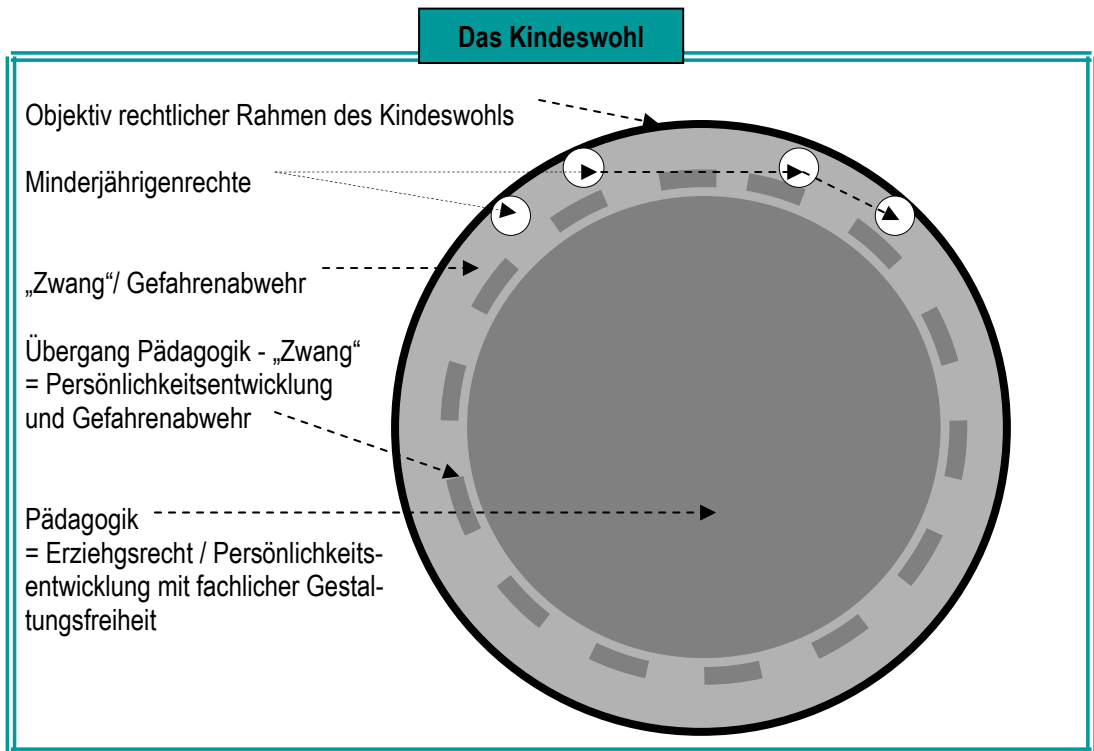 Das Kindeswohl
Objektiv rechtlicher Rahmen des Kindeswohls
Minderjährigenrechte
„Zwang“/ Gefahrenabwehr
Übergang Pädagogik - „Zwang“
= Persönlichkeitsentwicklung
und Gefahrenabwehr
Pädagogik
= Erziehgsrecht / Persönlichkeits-
entwicklung mit fachlicher Gestal-
tungsfreiheit